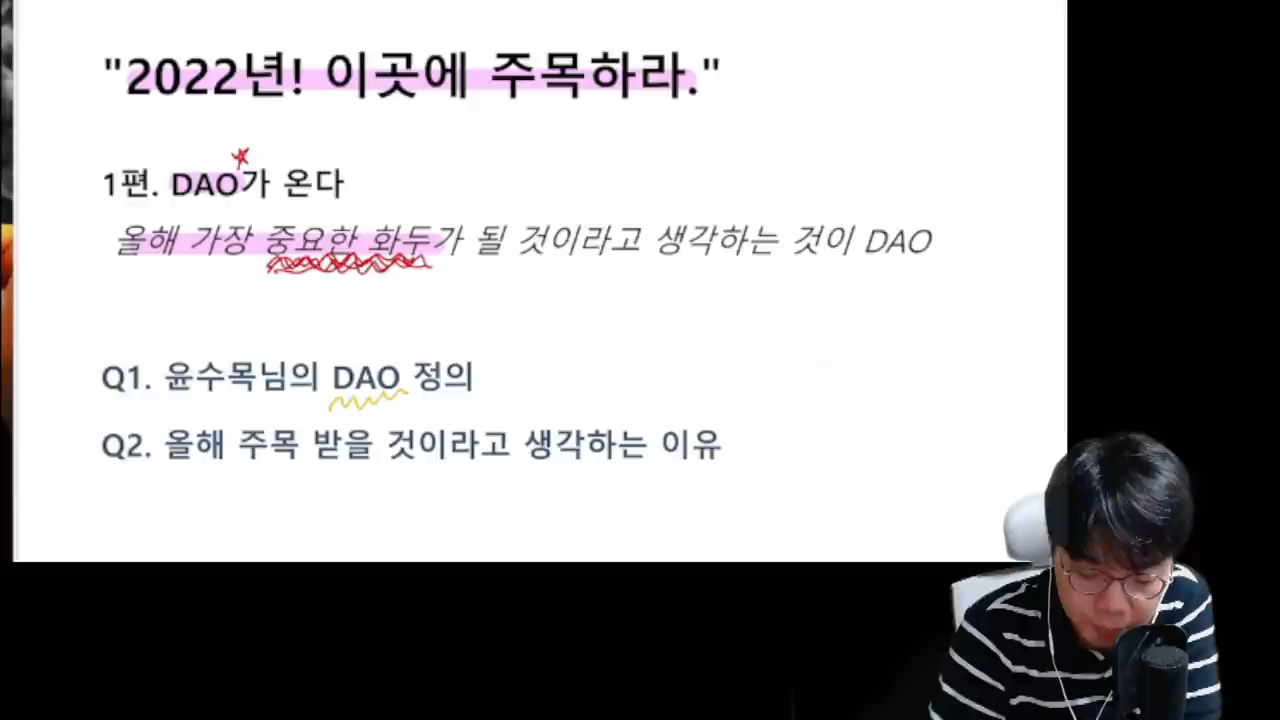 "2022년! 이곳에 주목하라."
1편. DAO가 온다
올해 가장 중요한 화두가 될 것이라고 생각하는 것이 DAO
Q1. 윤수목님의 DAO 정의
Q2. 올해 주목 받을 것이라고 생각하는 이유